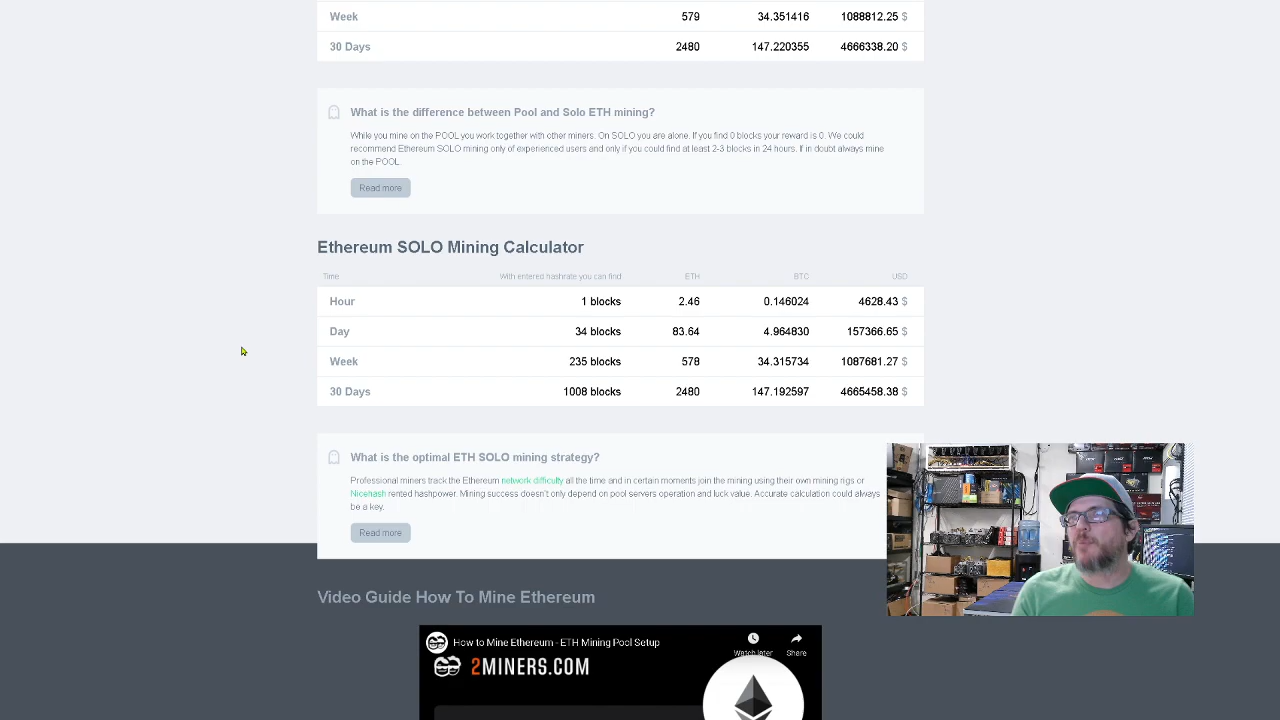 Week 579 34.351416 1088812.25 $
30 Days 2480 147.220355 4666338.20 $
What is the difference between Pool and Solo ETH mining?
While you mine on the POOL you work together with other miners. On SOLO you are alone. If you find 0 blocks your reward is 0. We could
recommend Ethereum SOLO mining only of experienced users and only if you could find at least 2-3 blocks in 24 hours. If in doubt always mine
on the POOL.
Read more
Ethereum SOLO Mining Calculator
Time With entered hashrate you can find ETH BTC USD
Hour 1 blocks 2.46 0.146024 4628.43 $
Day 34 blocks 83.64 4.964830 157366.65 $
Week 235 blocks 578 34.315734 1087681.27 $
30 Days 1008 blocks 2480 147.192597 4665458.38 $
What is the optimal ETH SOLO mining strategy?
Professional miners track the Ethereum network difficulty all the time and in certain moments join the mining using their own mining rigs or
Nicehash rented hashpower. Mining success doesn't only depend on pool servers operation and luck value. Accurate calculation could always
be a key.
Read more
Video Guide How To Mine Ethereum
How to Mine Ethereum - ETH Mining Pool Setup
Watch later Share
2MINERS.COM